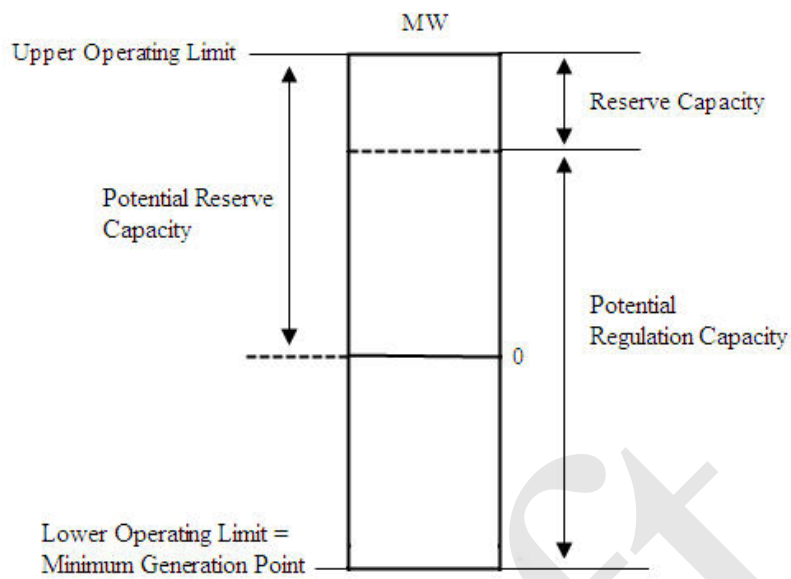 MW
Upper Operating Limit
Reserve Capacity
Potential Reserve
Capacity
Potential
Regulation Capacity
0
Lower Operating Limit =
Minimum Generation Point